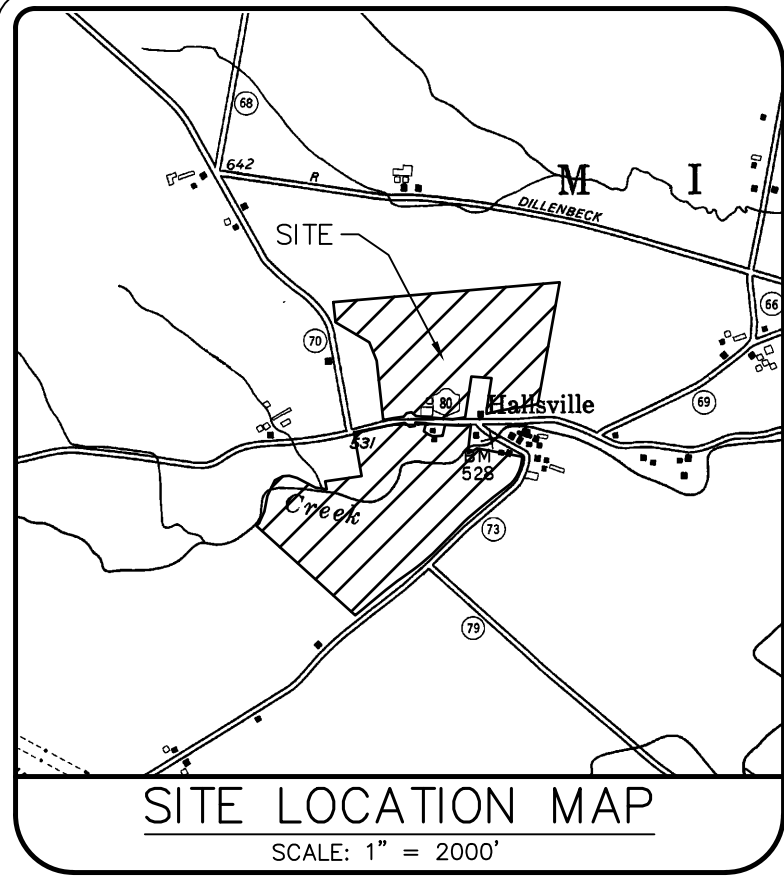 68
642
R
M I
DILLENBECK
SITE
66
70
80
Hallsville
69
531
BM
528
Creek
73
79
SITE LOCATION MAP
SCALE: 1" = 2000'